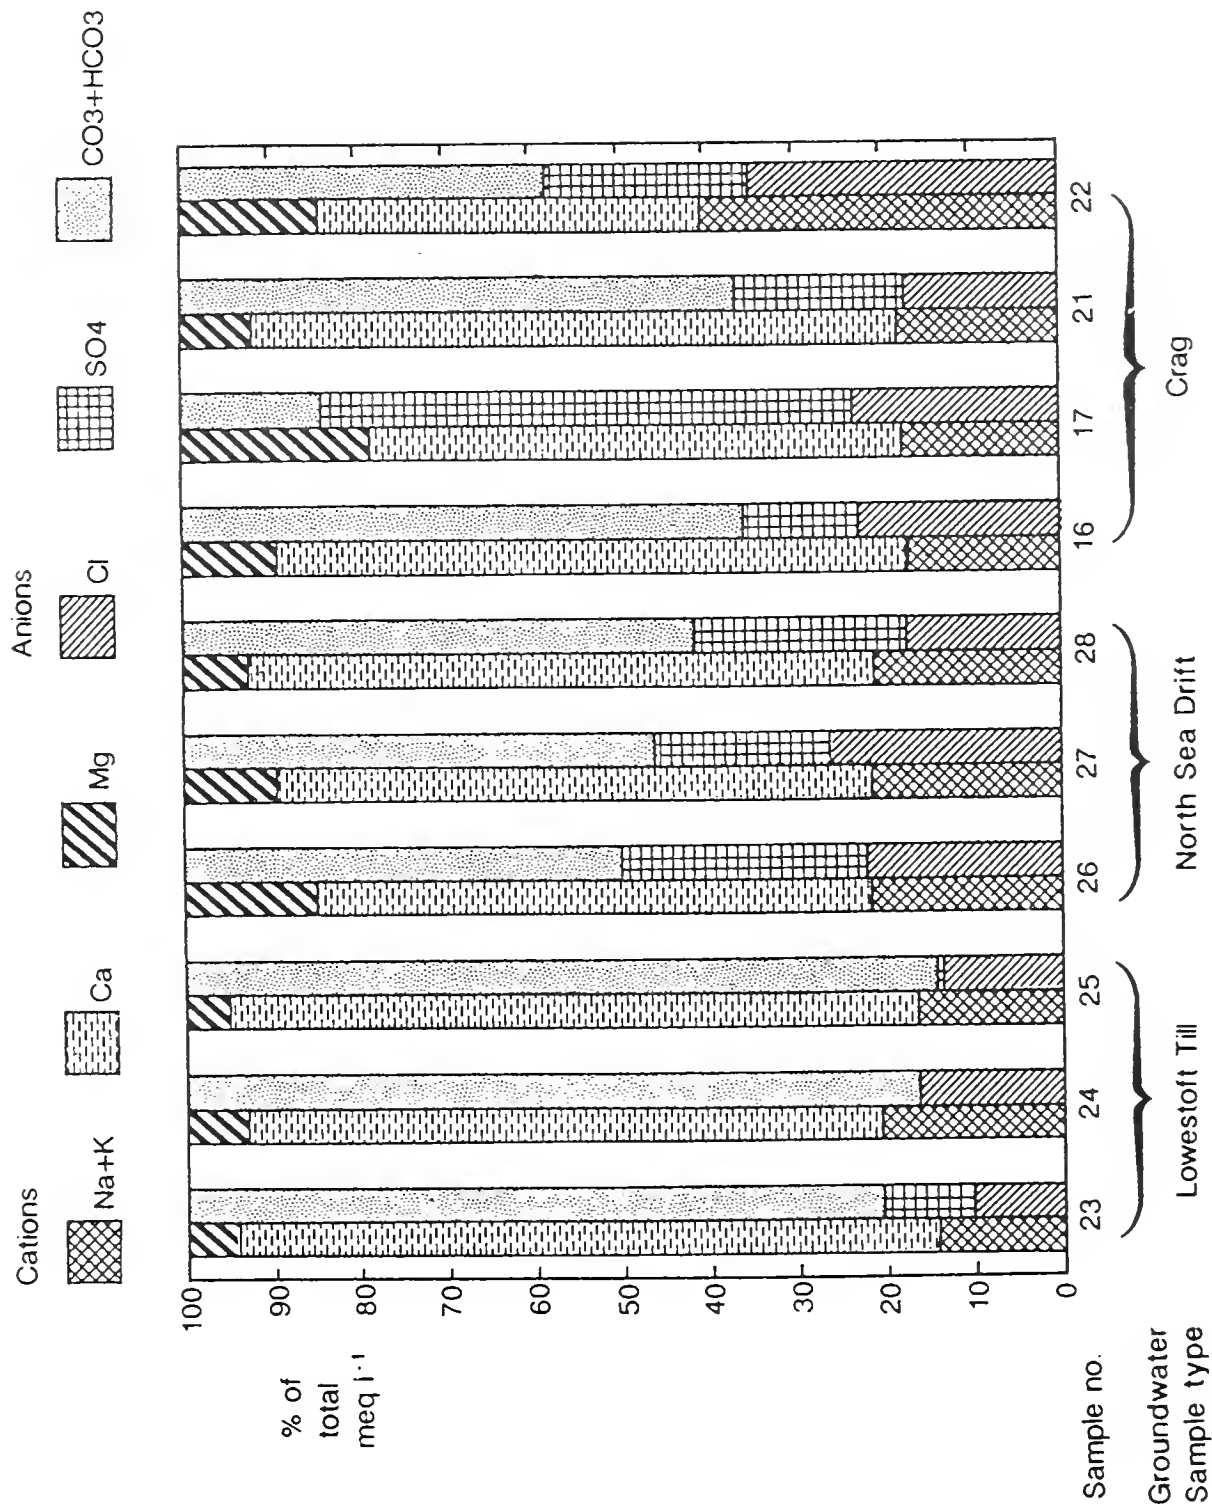 Cations
Anions
Na+K
Ca
Mg
Cl
SO4
CO3+HCO3
% of
total
meq l⁻¹
100
90
80
70
60
50
40
30
20
10
0
Sample no.
23 24 25 26 27 28 16 17 21 22
Groundwater
Sample type
Lowestoft Till
North Sea Drift
Crag